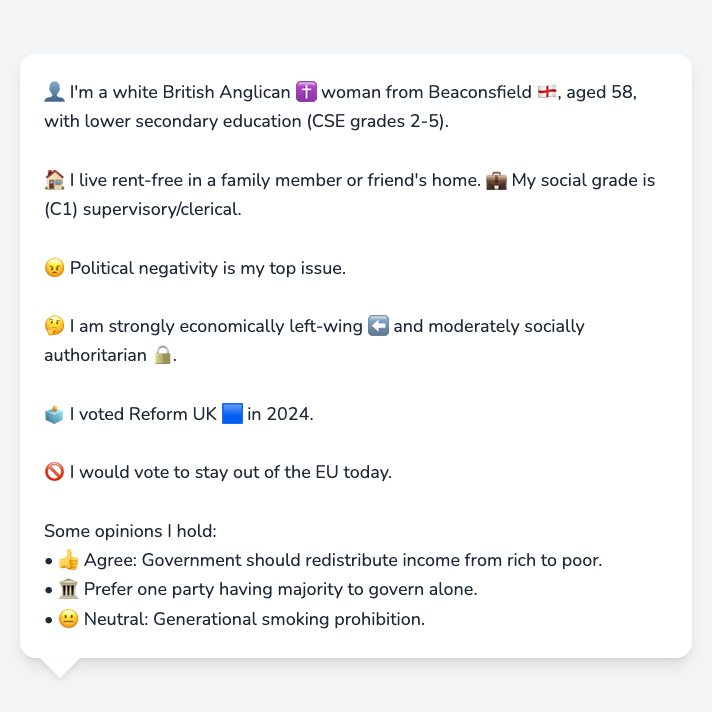 👤 I'm a white British Anglican ✝️ woman from Beaconsfield 🏴󠁧󠁢󠁥󠁮󠁧󠁿, aged 58,
with lower secondary education (CSE grades 2-5).
🏠 I live rent-free in a family member or friend's home. 💼 My social grade is
(C1) supervisory/clerical.
😠 Political negativity is my top issue.
🤔 I am strongly economically left-wing ⬅️ and moderately socially
authoritarian 🔒.
🗳️ I voted Reform UK 🟦 in 2024.
🚫 I would vote to stay out of the EU today.
Some opinions I hold:
• 👍 Agree: Government should redistribute income from rich to poor.
• 🏛️ Prefer one party having majority to govern alone.
• 😐 Neutral: Generational smoking prohibition.